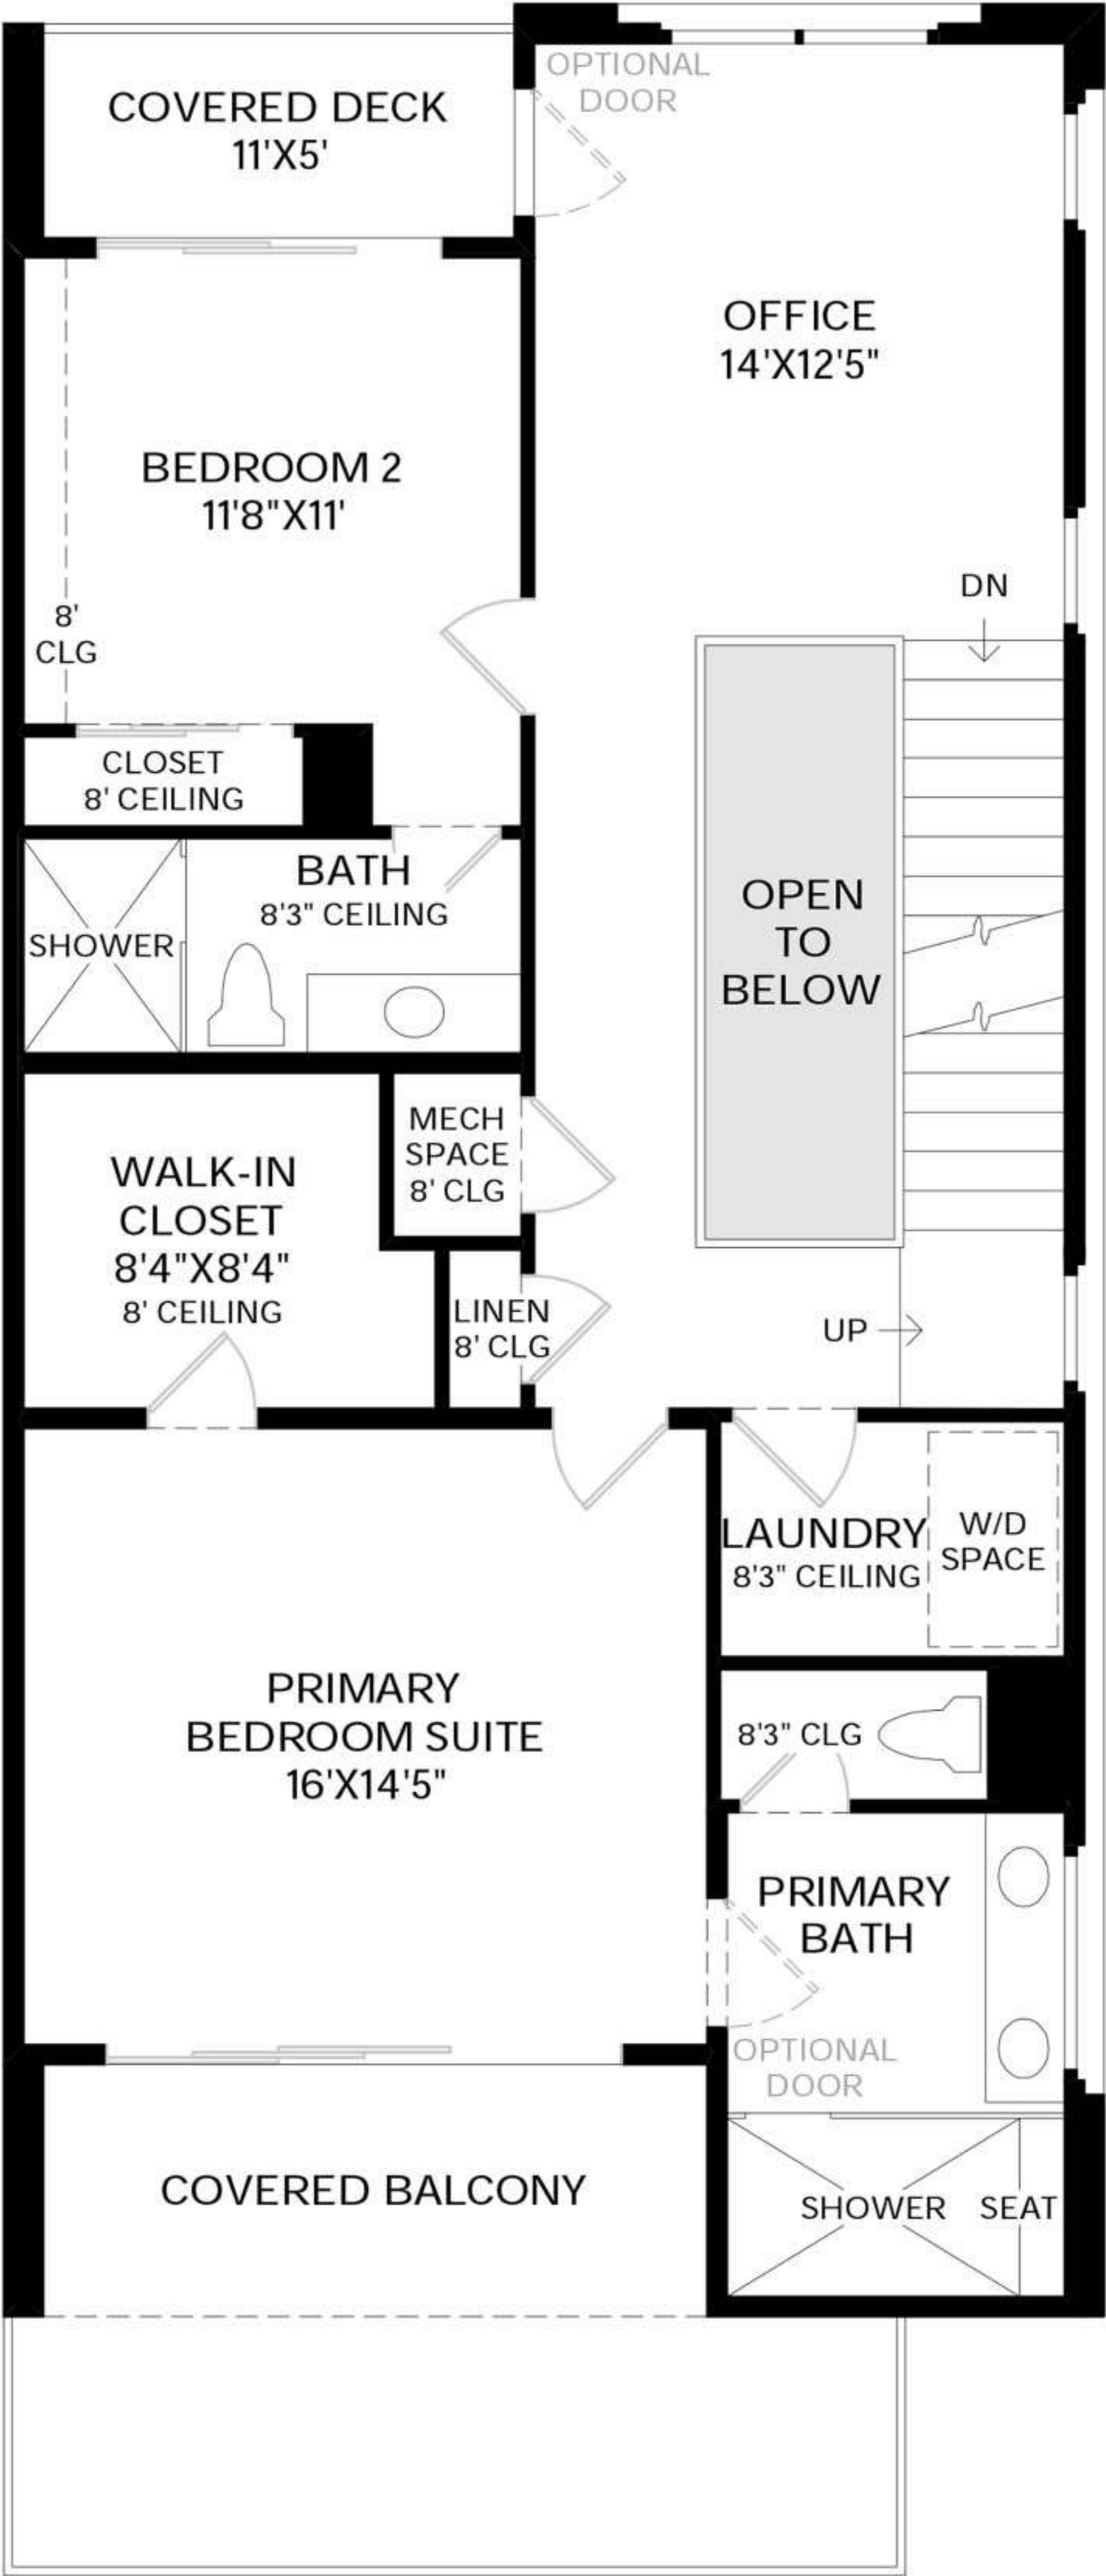 OPTIONAL
DOOR
COVERED DECK
11'X5'
OFFICE
14'X12'5"
BEDROOM 2
11'8"X11'
DN
8'
CLG
CLOSET
8' CEILING
BATH
8'3" CEILING
SHOWER
OPEN
TO
BELOW
MECH
SPACE
8' CLG
WALK-IN
CLOSET
8'4"X8'4"
8' CEILING
LINEN
8' CLG
UP
LAUNDRY
8'3" CEILING
W/D
SPACE
PRIMARY
BEDROOM SUITE
16'X14'5"
8'3" CLG
PRIMARY
BATH
OPTIONAL
DOOR
COVERED BALCONY
SHOWER
SEAT